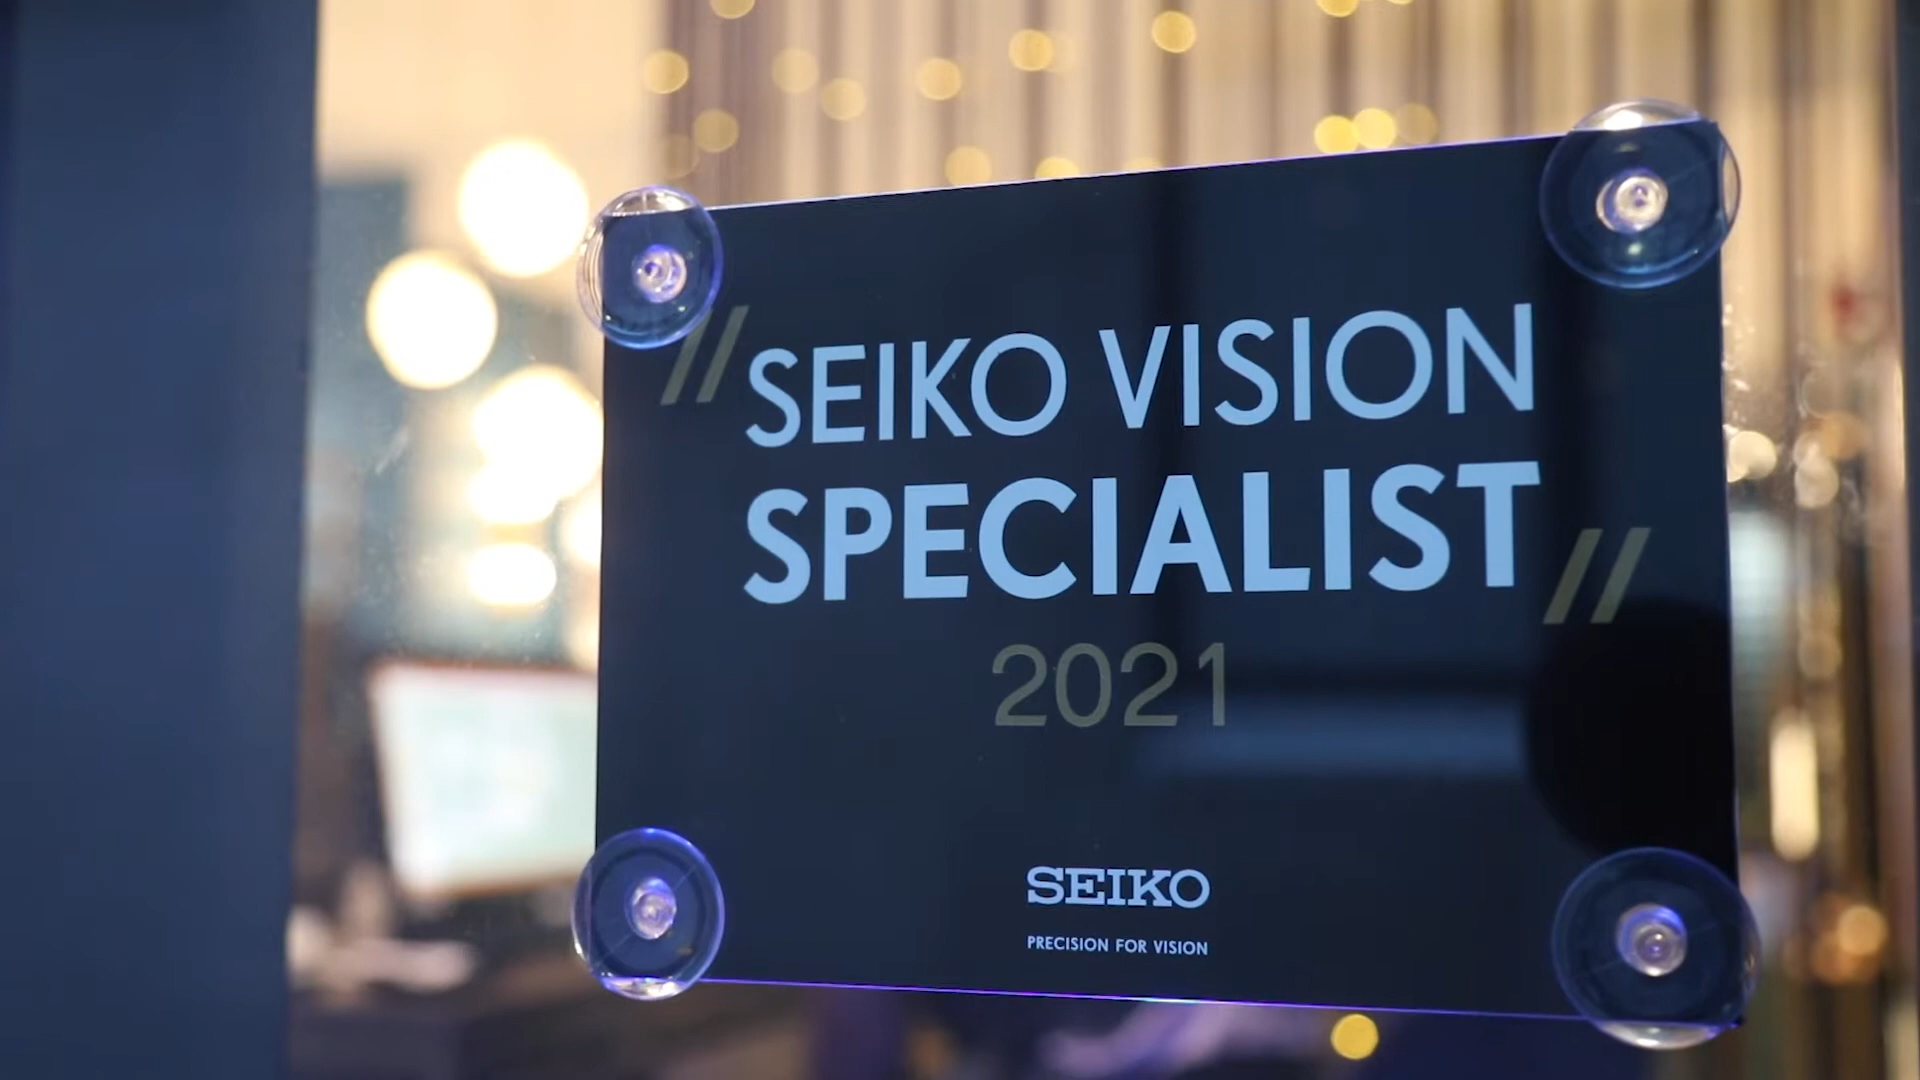 // SEIKO VISION
SPECIALIST //
2021
SEIKO
PRECISION FOR VISION